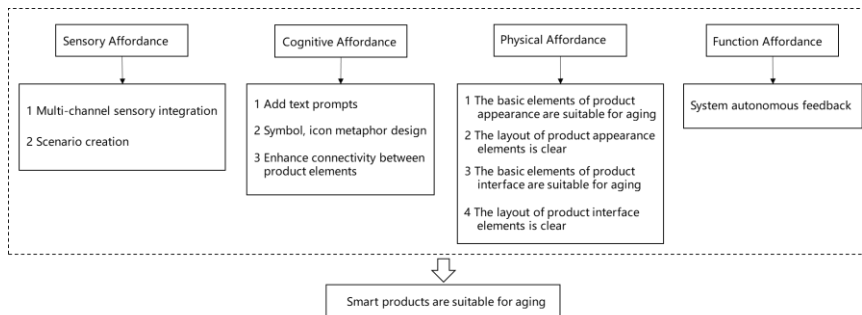 Sensory Affordance
Cognitive Affordance
Physical Affordance
Function Affordance
1 Multi-channel sensory integration
2 Scenario creation
1 Add text prompts
2 Symbol, icon metaphor design
3 Enhance connectivity between
product elements
1 The basic elements of product
appearance are suitable for aging
2 The layout of product appearance
elements is clear
3 The basic elements of product
interface are suitable for aging
4 The layout of product interface
elements is clear
System autonomous feedback
Smart products are suitable for aging